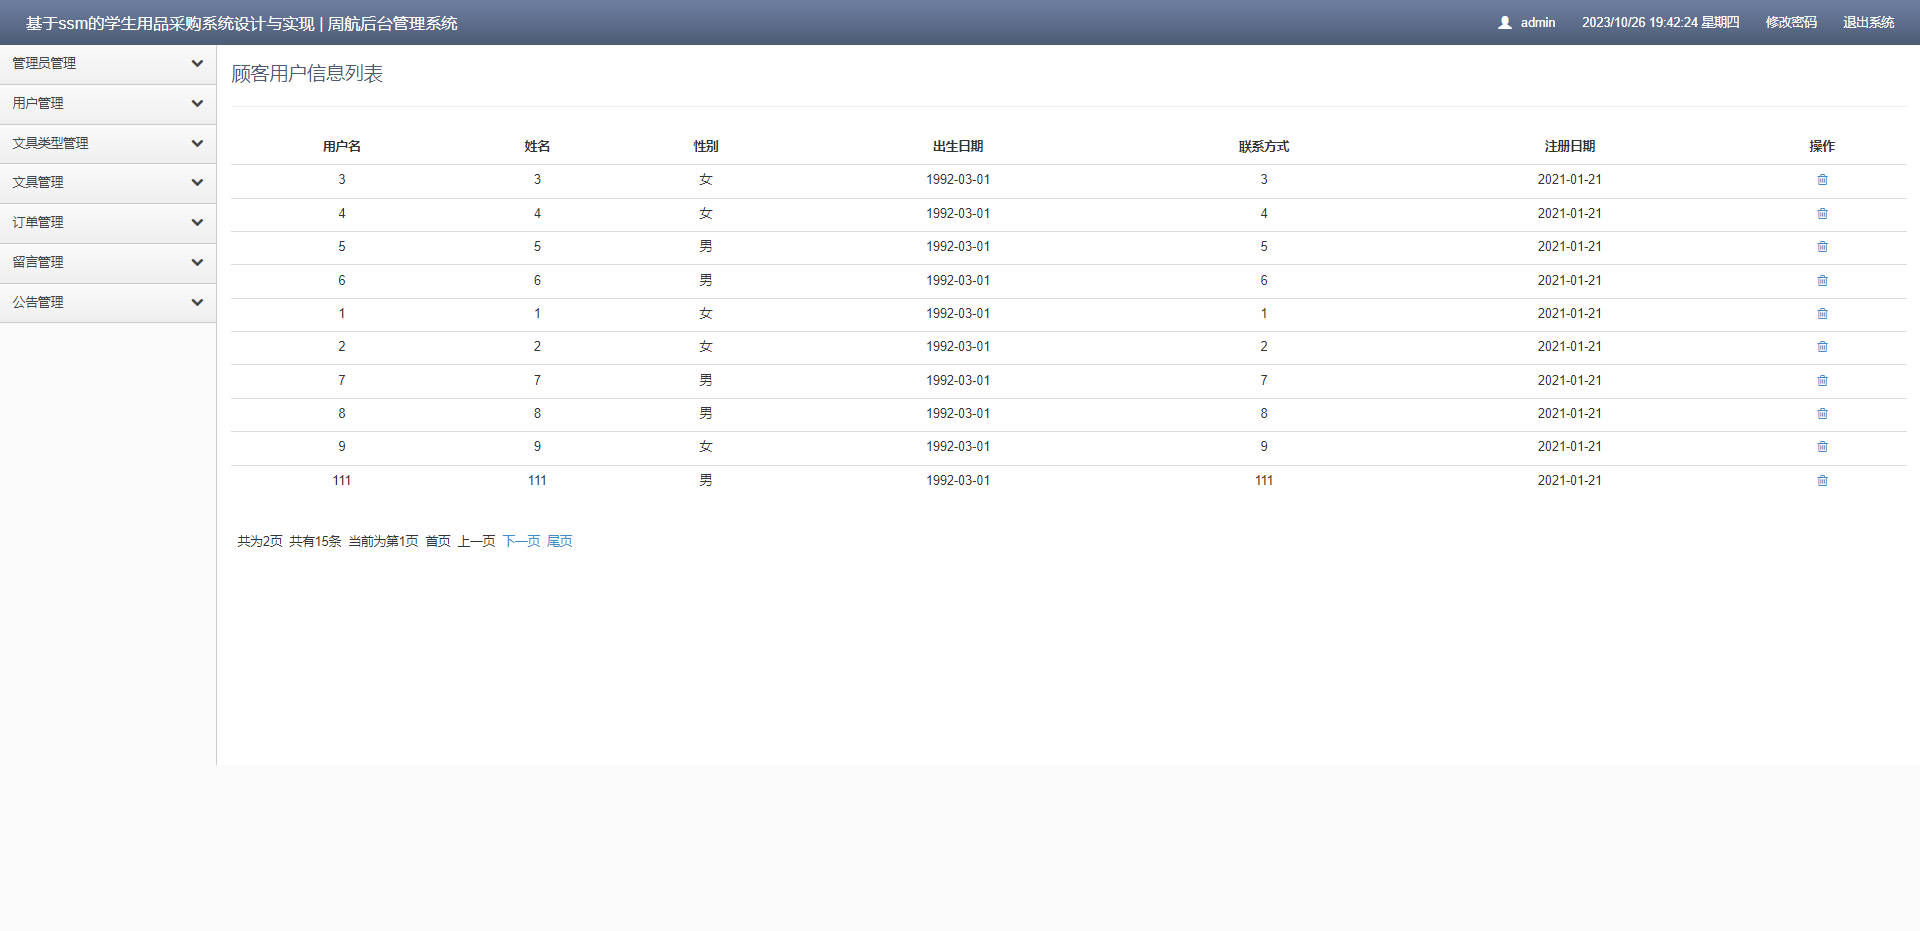 基于ssm的学生用品采购系统设计与实现 | 周航后台管理系统 admin 2023/10/26 19:42:24 星期四 修改密码 退出系统
管理员管理
用户管理
文具类型管理
文具管理
订单管理
留言管理
公告管理
顾客用户信息列表
用户名 姓名 性别 出生日期 联系方式 注册日期 操作
3 3 女 1992-03-01 3 2021-01-21
4 4 女 1992-03-01 4 2021-01-21
5 5 男 1992-03-01 5 2021-01-21
6 6 男 1992-03-01 6 2021-01-21
1 1 女 1992-03-01 1 2021-01-21
2 2 女 1992-03-01 2 2021-01-21
7 7 男 1992-03-01 7 2021-01-21
8 8 男 1992-03-01 8 2021-01-21
9 9 女 1992-03-01 9 2021-01-21
111 111 男 1992-03-01 111 2021-01-21
共为2页 共有15条 当前为第1页 首页 上一页 下一页 尾页